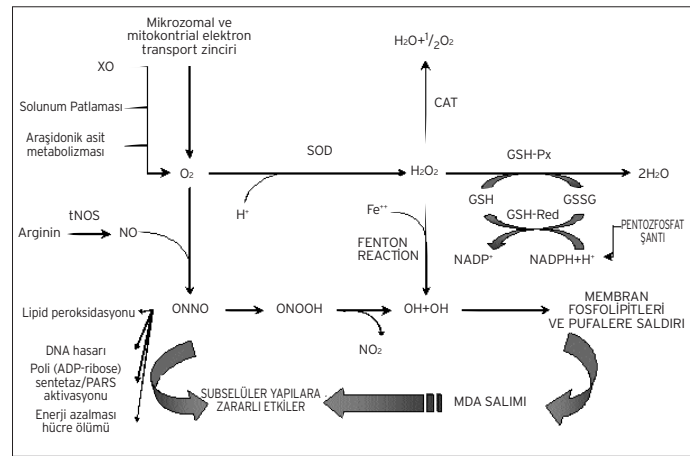 Mikrozomal ve
mitokontrial elektron
transport zinciri
H₂O+¹/₂O₂
XO
CAT
Solunum Patlaması
Araşidonik asit
metabolizması
SOD
GSH-Px
O₂
H₂O₂
2H₂O
GSH
GSSG
H⁺
Fe⁺⁺
GSH-Red
tNOS
Arginin
NO
FENTON
REACTION
NADP⁺
NADPH+H⁺
PENTOZFOSFAT
ŞANTI
Lipid peroksidasyonu
ONNO
ONOOH
OH+OH
MEMBRAN
FOSFOLİPİTLERİ
VE PUFALERE SALDIRI
NO₂
DNA hasarı
Poli (ADP-ribose)
sentetaz/PARS
aktivasyonu
Enerji azalması
hücre ölümü
SUBSELÜLER YAPILARA
ZARARLI ETKİLER
MDA SALIMI